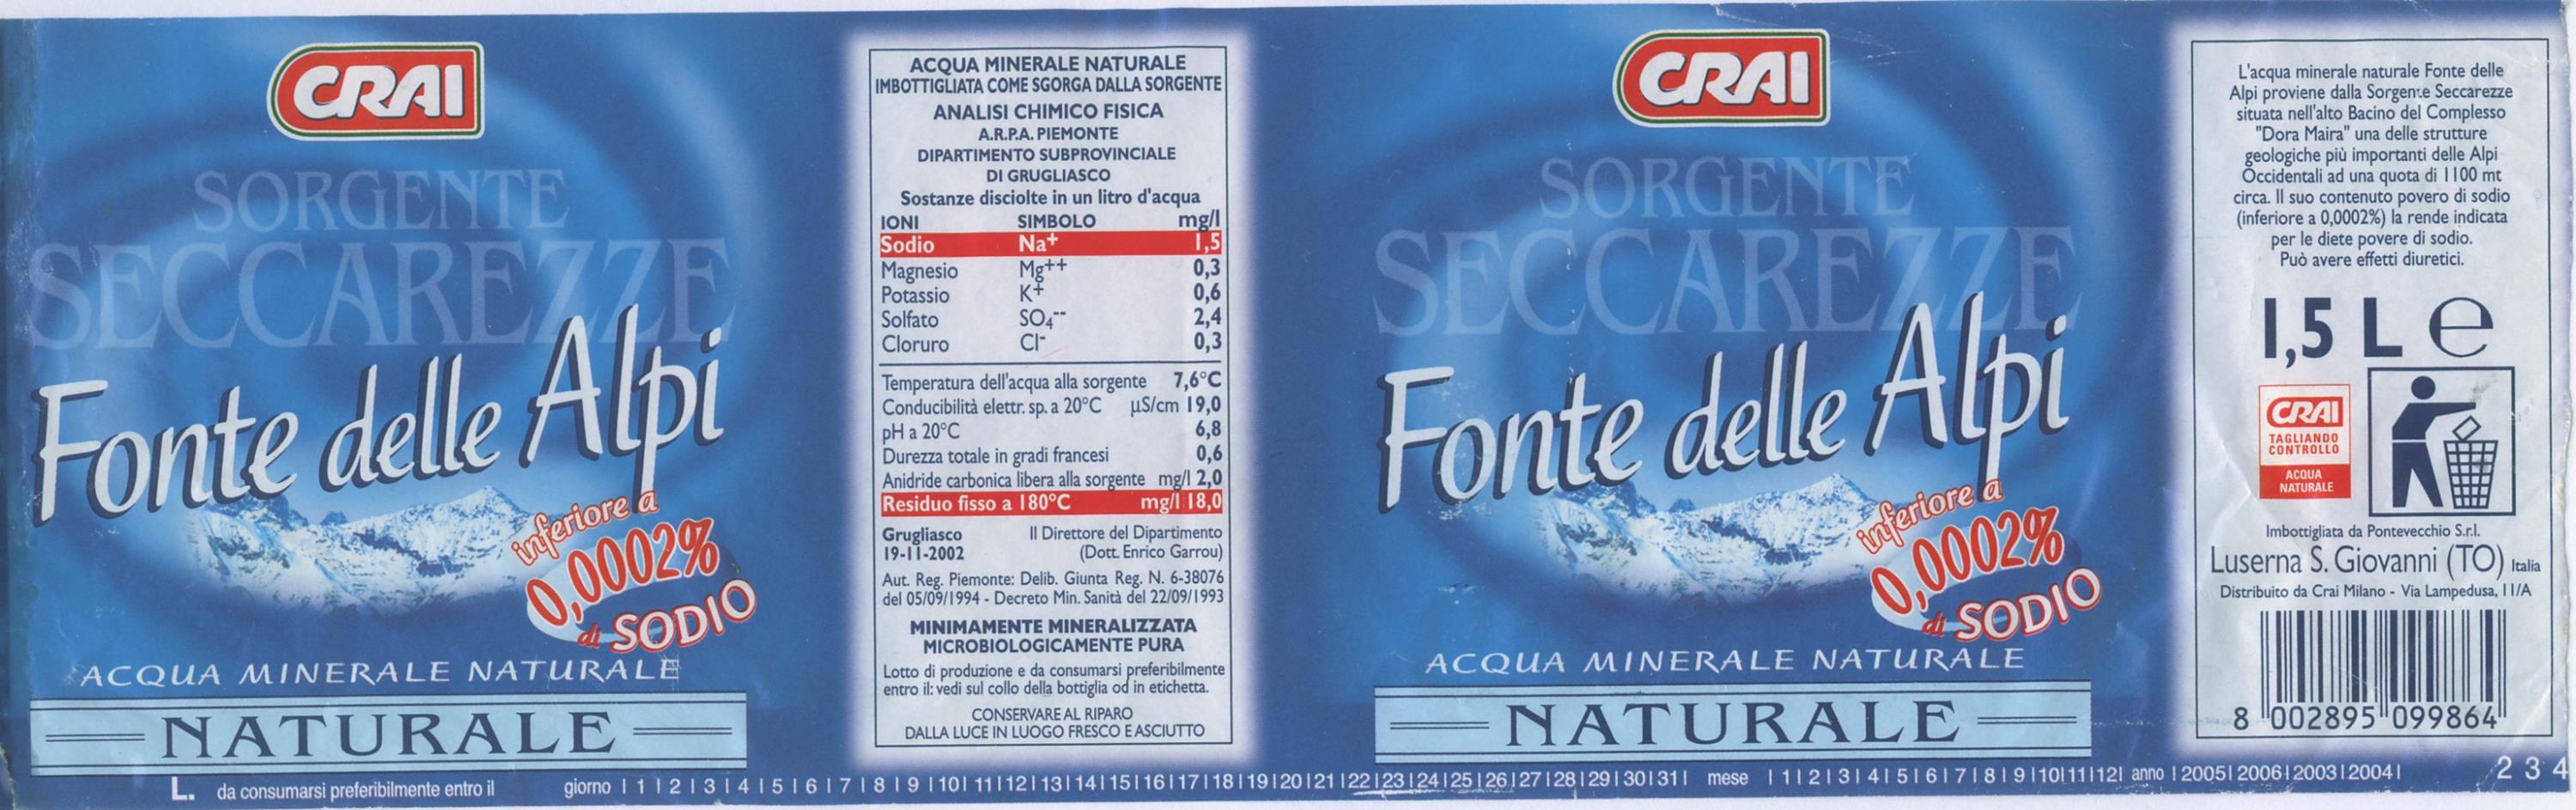 CRAI
SORGENTE
SECCAREZZE
Fonte delle Alpi
inferiore a
0,0002%
di SODIO
ACQUA MINERALE NATURALE
NATURALE
ACQUA MINERALE NATURALE
IMBOTTIGLIATA COME SGORGA DALLA SORGENTE
ANALISI CHIMICO FISICA
A.R.P.A. PIEMONTE
DIPARTIMENTO SUBPROVINCIALE
DI GRUGLIASCO
Sostanze disciolte in un litro d'acqua
IONI SIMBOLO mg/l
Sodio Na+ 1,5
Magnesio Mg++ 0,3
Potassio K+ 0,6
Solfato SO4-- 2,4
Cloruro Cl- 0,3
Temperatura dell'acqua alla sorgente 7,6°C
Conducibilità elettr. sp. a 20°C µS/cm 19,0
pH a 20°C 6,8
Durezza totale in gradi francesi 0,6
Anidride carbonica libera alla sorgente mg/l 2,0
Residuo fisso a 180°C mg/l 18,0
Grugliasco Il Direttore del Dipartimento
19-11-2002 (Dott. Enrico Garrou)
Aut. Reg. Piemonte: Delib. Giunta Reg. N. 6-38076
del 05/09/1994 - Decreto Min. Sanità del 22/09/1993
MINIMAMENTE MINERALIZZATA
MICROBIOLOGICAMENTE PURA
Lotto di produzione e da consumarsi preferibilmente
entro il: vedi sul collo della bottiglia od in etichetta.
CONSERVARE AL RIPARO
DALLA LUCE IN LUOGO FRESCO E ASCIUTTO
CRAI
SORGENTE
SECCAREZZE
Fonte delle Alpi
inferiore a
0,0002%
di SODIO
ACQUA MINERALE NATURALE
NATURALE
L'acqua minerale naturale Fonte delle
Alpi proviene dalla Sorgente Seccarezze
situata nell'alto Bacino del Complesso
"Dora Maira" una delle strutture
geologiche più importanti delle Alpi
Occidentali ad una quota di 1100 mt
circa. Il suo contenuto povero di sodio
(inferiore a 0,0002%) la rende indicata
per le diete povere di sodio.
Può avere effetti diuretici.
1,5 L e
CRAI
TAGLIANDO
CONTROLLO
ACQUA
NATURALE
Imbottigliata da Pontevecchio S.r.l.
Luserna S. Giovanni (TO) Italia
Distribuito da Crai Milano - Via Lampedusa, 11/A
8 002895 099864
L. da consumarsi preferibilmente entro il giorno | 1 | 2 | 3 | 4 | 5 | 6 | 7 | 8 | 9 | 10 | 11 | 12 | 13 | 14 | 15 | 16 | 17 | 18 | 19 | 20 | 21 | 22 | 23 | 24 | 25 | 26 | 27 | 28 | 29 | 30 | 31 | mese | 1 | 2 | 3 | 4 | 5 | 6 | 7 | 8 | 9 | 10 | 11 | 12 | anno | 2005 | 2006 | 2003 | 2004 | 2 3 4